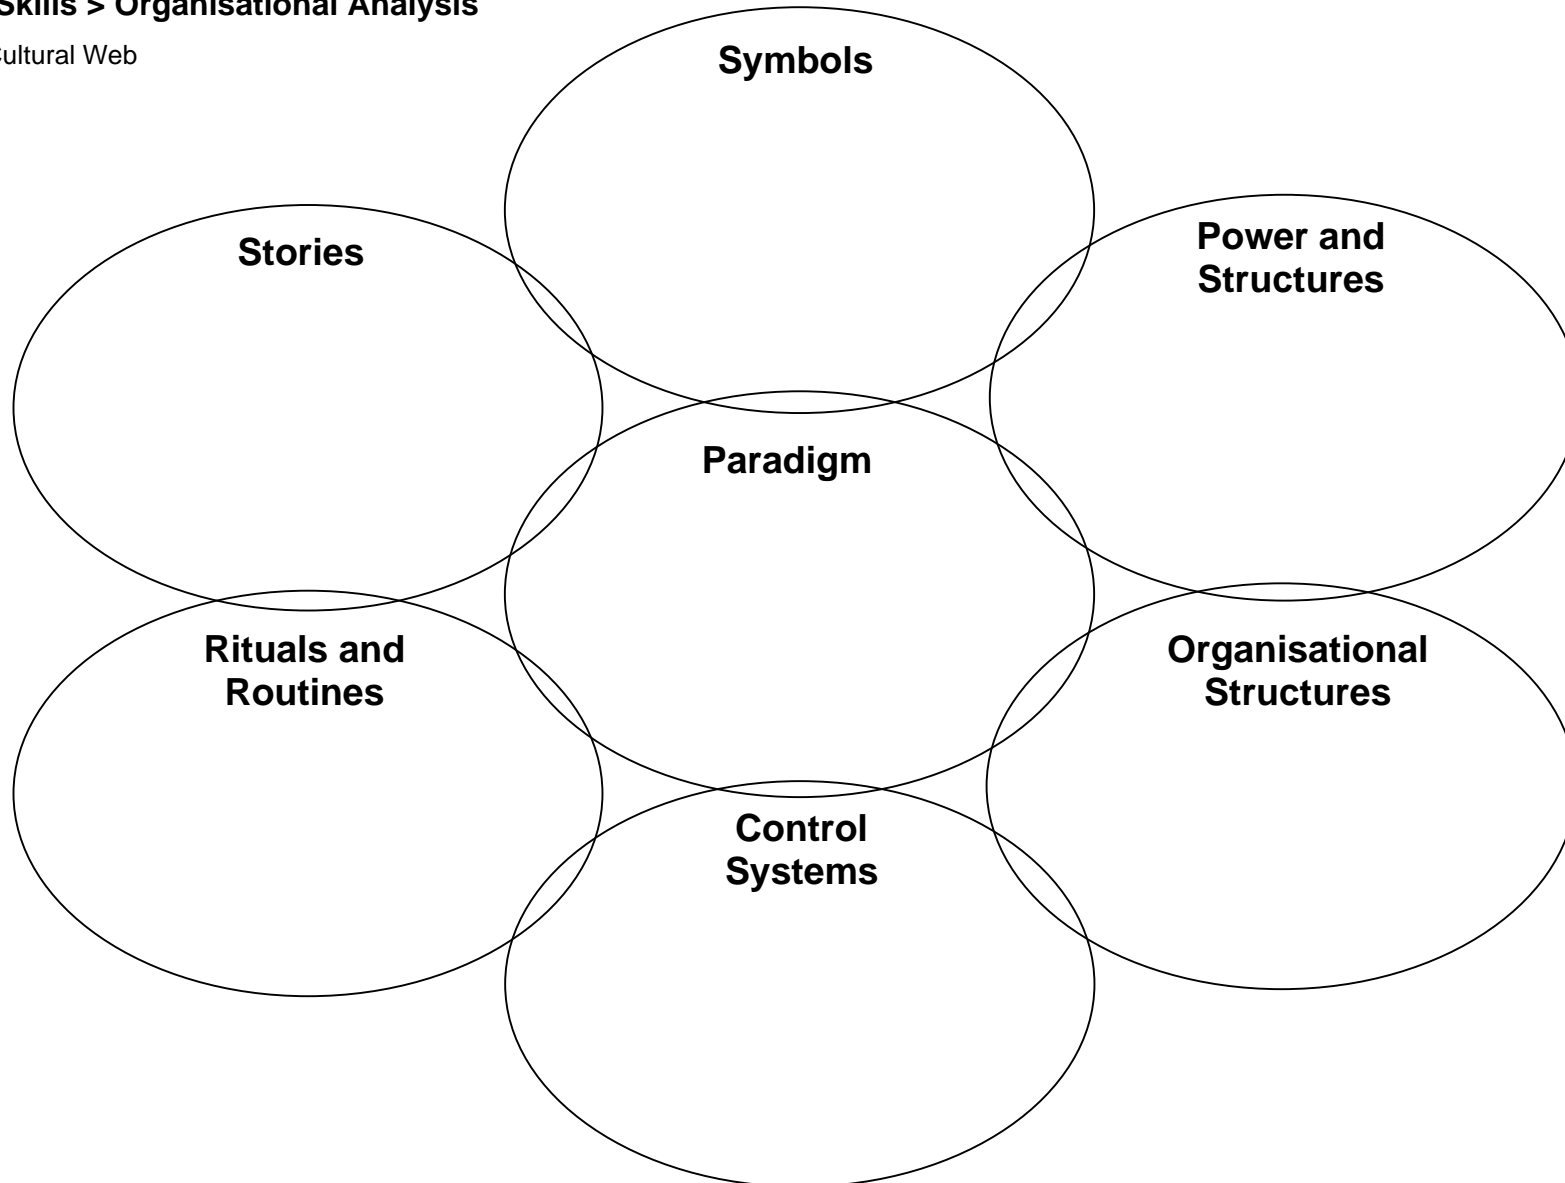 Skills > Organisational Analysis
Cultural Web
Symbols
Stories
Power and
Structures
Paradigm
Rituals and
Routines
Organisational
Structures
Control
Systems